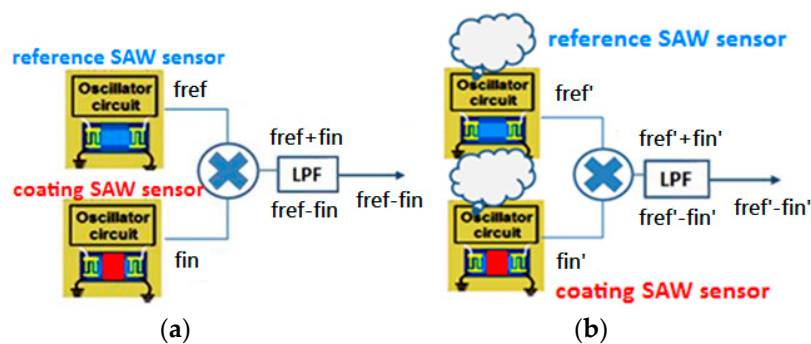 reference SAW sensor
Oscillator
circuit
fref
fref+fin
LPF
fref-fin
fref-fin
coating SAW sensor
Oscillator
circuit
fin
(a)
reference SAW sensor
Oscillator
circuit
fref'
fref'+fin'
LPF
fref'-fin'
fref'-fin'
Oscillator
circuit
fin'
coating SAW sensor
(b)